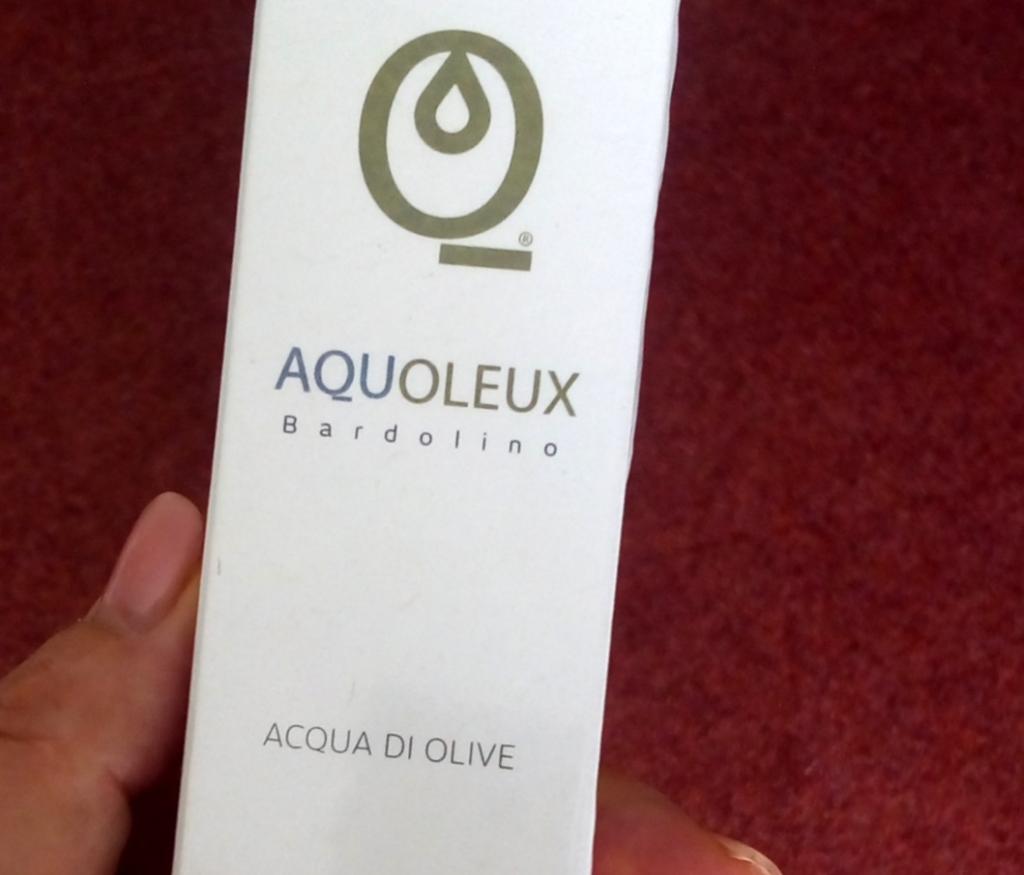 ®
AQUOLEUX
Bardolino
ACQUA DI OLIVE